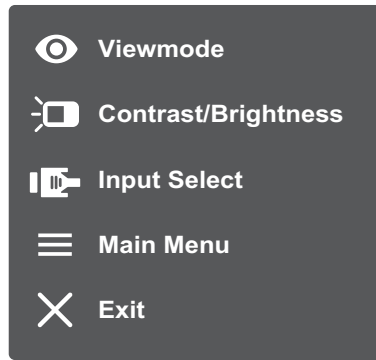 Viewmode
Contrast/Brightness
Input Select
Main Menu
Exit